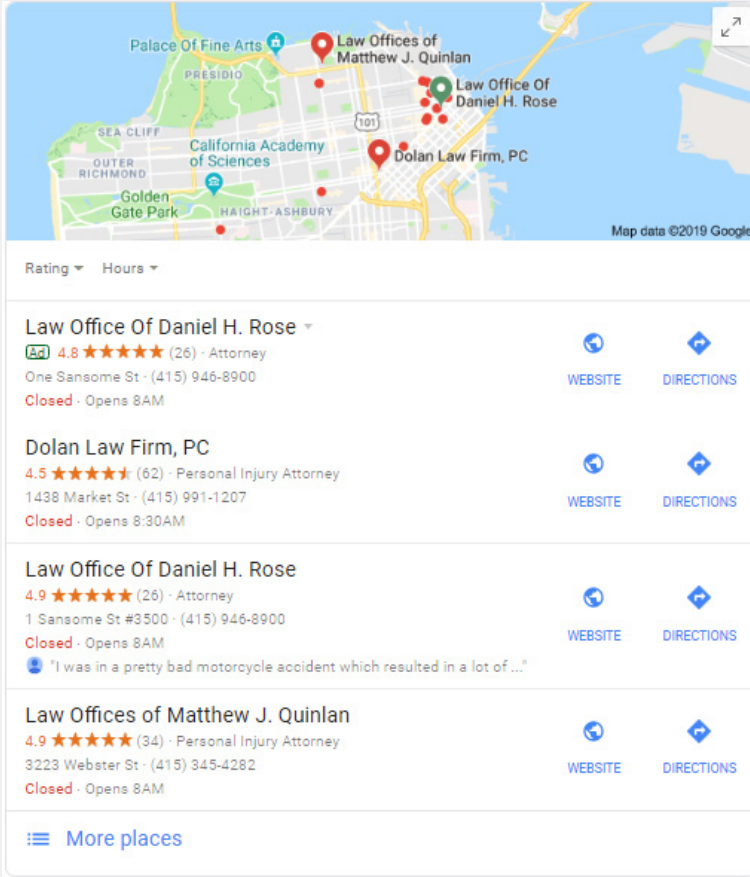 Palace Of Fine Arts
Law Offices of
Matthew J. Quinlan
PRESIDIO
Law Office Of
Daniel H. Rose
101
SEA CLIFF
California Academy
of Sciences
OUTER
RICHMOND
Dolan Law Firm, PC
Golden
Gate Park
HAIGHT-ASHBURY
Map data ©2019 Google
Rating Hours
Law Office Of Daniel H. Rose
Ad 4.8 ★★★★★ (26) · Attorney
One Sansome St · (415) 946-8900
Closed · Opens 8AM
WEBSITE DIRECTIONS
Dolan Law Firm, PC
4.5 (62) · Personal Injury Attorney
1438 Market St · (415) 991-1207
Closed · Opens 8:30AM
WEBSITE DIRECTIONS
Law Office Of Daniel H. Rose
4.9 ★★★★★ (26) · Attorney
1 Sansome St #3500 · (415) 946-8900
Closed · Opens 8AM
"I was in a pretty bad motorcycle accident which resulted in a lot of ..."
WEBSITE DIRECTIONS
Law Offices of Matthew J. Quinlan
4.9 ★★★★★ (34) · Personal Injury Attorney
3223 Webster St · (415) 345-4282
Closed · Opens 8AM
WEBSITE DIRECTIONS
More places